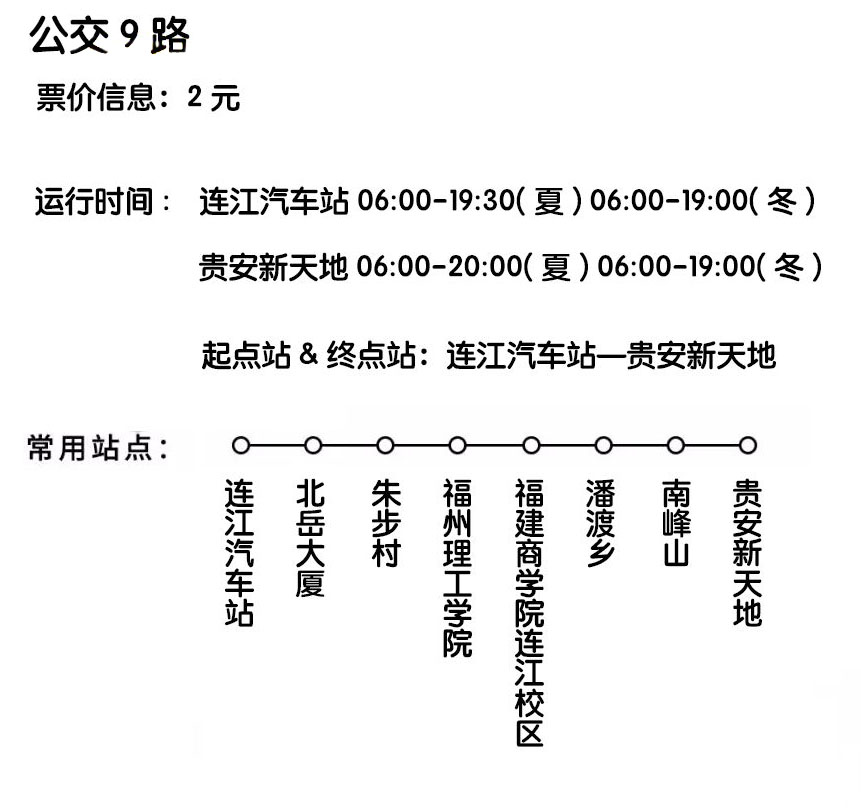 公交 9 路
票价信息：2 元
运行时间： 连江汽车站 06:00-19:30( 夏 ) 06:00-19:00( 冬 )
贵安新天地 06:00-20:00( 夏 ) 06:00-19:00( 冬 )
起点站 & 终点站：连江汽车站—贵安新天地
常用站点：
连江汽车站
北岳大厦
朱步村
福州理工学院
福建商学院连江校区
潘渡乡
南峰山
贵安新天地